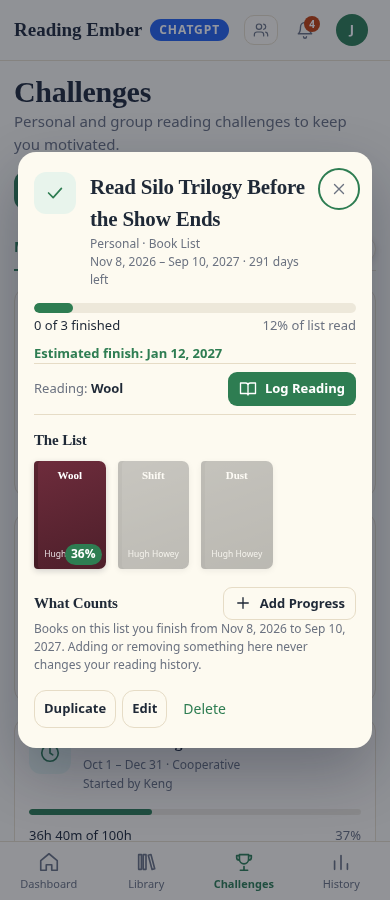 Reading Ember
CHATGPT
4
J
Challenges
Personal and group reading challenges to keep
you motivated.
Read Silo Trilogy Before
the Show Ends
Personal · Book List
Nov 8, 2026 – Sep 10, 2027 · 291 days
left
0 of 3 finished
12% of list read
Estimated finish: Jan 12, 2027
Reading: Wool
Log Reading
The List
Wool
Shift
Dust
Hugh
36%
Hugh Howey
Hugh Howey
What Counts
Add Progress
Books on this list you finish from Nov 8, 2026 to Sep 10,
2027. Adding or removing something here never
changes your reading history.
Duplicate
Edit
Delete
Oct 1 – Dec 31 · Cooperative
Started by Keng
36h 40m of 100h
37%
Dashboard
Library
Challenges
History